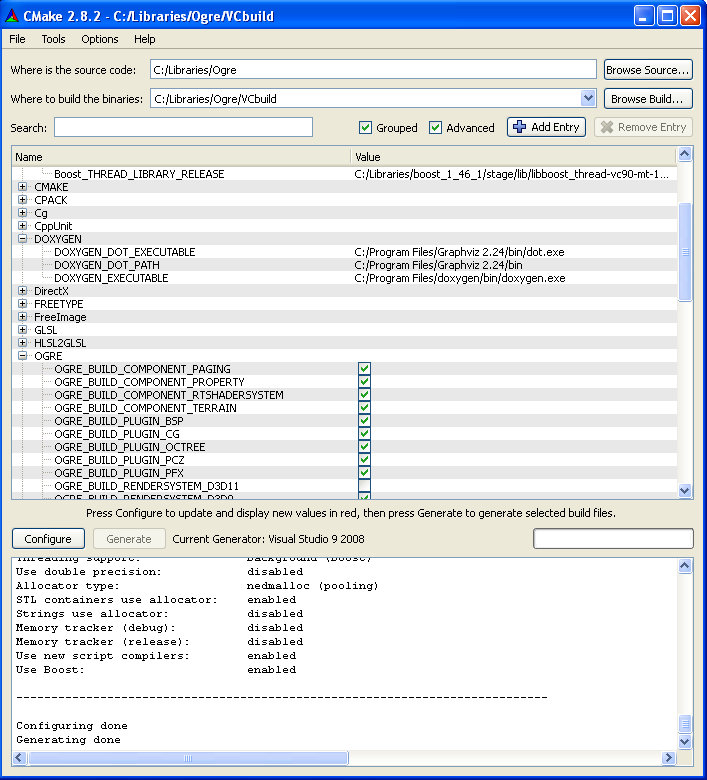 CMake 2.8.2 - C:/Libraries/Ogre/VCbuild
File Tools Options Help
Where is the source code: C:/Libraries/Ogre Browse Source...
Where to build the binaries: C:/Libraries/Ogre/VCbuild Browse Build...
Search: Grouped Advanced Add Entry Remove Entry
Name Value
Boost_THREAD_LIBRARY_RELEASE C:/Libraries/boost_1_46_1/stage/lib/libboost_thread-vc90-mt-1...
CMAKE
CPACK
Cg
CppUnit
DOXYGEN
DOXYGEN_DOT_EXECUTABLE C:/Program Files/Graphviz 2.24/bin/dot.exe
DOXYGEN_DOT_PATH C:/Program Files/Graphviz 2.24/bin
DOXYGEN_EXECUTABLE C:/Program Files/doxygen/bin/doxygen.exe
DirectX
FREETYPE
FreeImage
GLSL
HLSL2GLSL
OGRE
OGRE_BUILD_COMPONENT_PAGING
OGRE_BUILD_COMPONENT_PROPERTY
OGRE_BUILD_COMPONENT_RTSHADERSYSTEM
OGRE_BUILD_COMPONENT_TERRAIN
OGRE_BUILD_PLUGIN_BSP
OGRE_BUILD_PLUGIN_CG
OGRE_BUILD_PLUGIN_OCTREE
OGRE_BUILD_PLUGIN_PCZ
OGRE_BUILD_PLUGIN_PFX
OGRE_BUILD_RENDERSYSTEM_D3D11
OGRE_BUILD_RENDERSYSTEM_D3D9
Press Configure to update and display new values in red, then press Generate to generate selected build files.
Configure Generate Current Generator: Visual Studio 9 2008
Threading support: background (boost)
Use double precision: disabled
Allocator type: nedmalloc (pooling)
STL containers use allocator: enabled
Strings use allocator: disabled
Memory tracker (debug): disabled
Memory tracker (release): disabled
Use new script compilers: enabled
Use Boost: enabled
----------------------------------------------------------------------------
Configuring done
Generating done